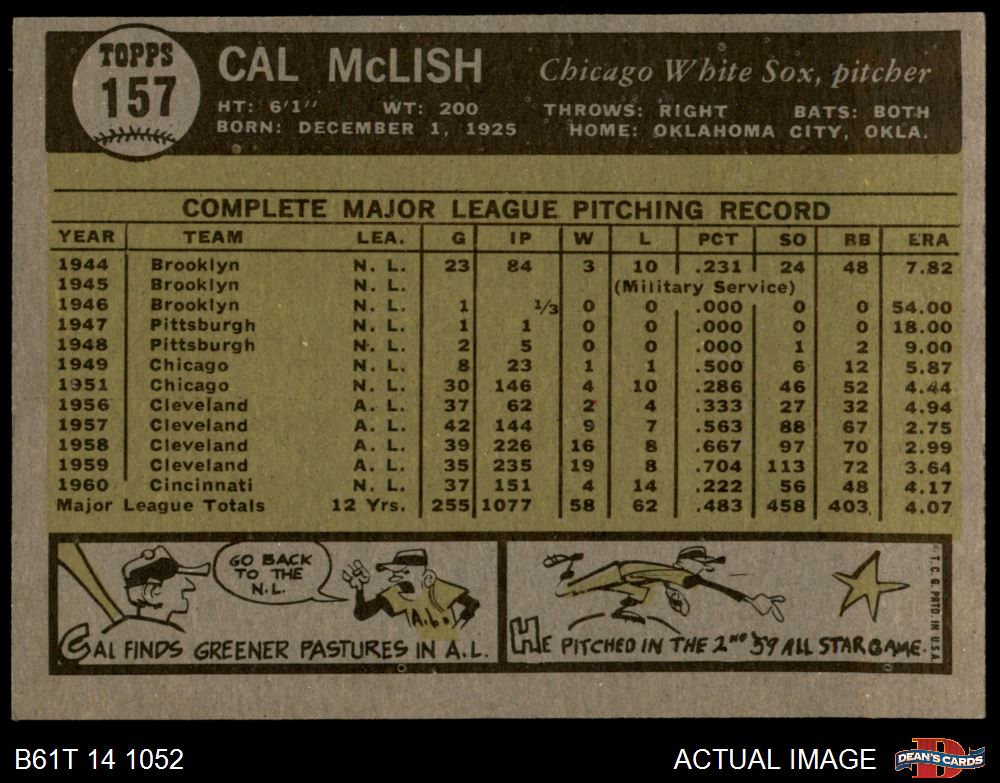 TOPPS
157
CAL McLISH
Chicago White Sox, pitcher
HT: 6'1" WT: 200 THROWS: RIGHT BATS: BOTH
BORN: DECEMBER 1, 1925 HOME: OKLAHOMA CITY, OKLA.
COMPLETE MAJOR LEAGUE PITCHING RECORD
YEAR TEAM LEA. G IP W L PCT SO BB ERA
1944 Brooklyn N. L. 23 84 3 10 .231 24 48 7.82
1945 Brooklyn N. L. (Military Service)
1946 Brooklyn N. L. 1 1/3 0 0 .000 0 0 54.00
1947 Pittsburgh N. L. 1 1 0 0 .000 0 0 18.00
1948 Pittsburgh N. L. 2 5 0 0 .000 1 2 9.00
1949 Chicago N. L. 8 23 1 1 .500 6 12 5.87
1951 Chicago N. L. 30 146 4 10 .286 46 52 4.44
1956 Cleveland A. L. 37 62 2 4 .333 27 32 4.94
1957 Cleveland A. L. 42 144 9 7 .563 88 67 2.75
1958 Cleveland A. L. 39 226 16 8 .667 97 70 2.99
1959 Cleveland A. L. 35 235 19 8 .704 113 72 3.64
1960 Cincinnati N. L. 37 151 4 14 .222 56 48 4.17
Major League Totals 12 Yrs. 255 1077 58 62 .483 458 403 4.07
GO BACK
TO THE
N.L.
A.L.
CAL FINDS GREENER PASTURES IN A.L.
HE PITCHED IN THE 2ND '59 ALL STAR GAME.
©T. C. G. PRTD. IN U.S.A.
B61T 14 1052
ACTUAL IMAGE
D
DEAN'S CARDS